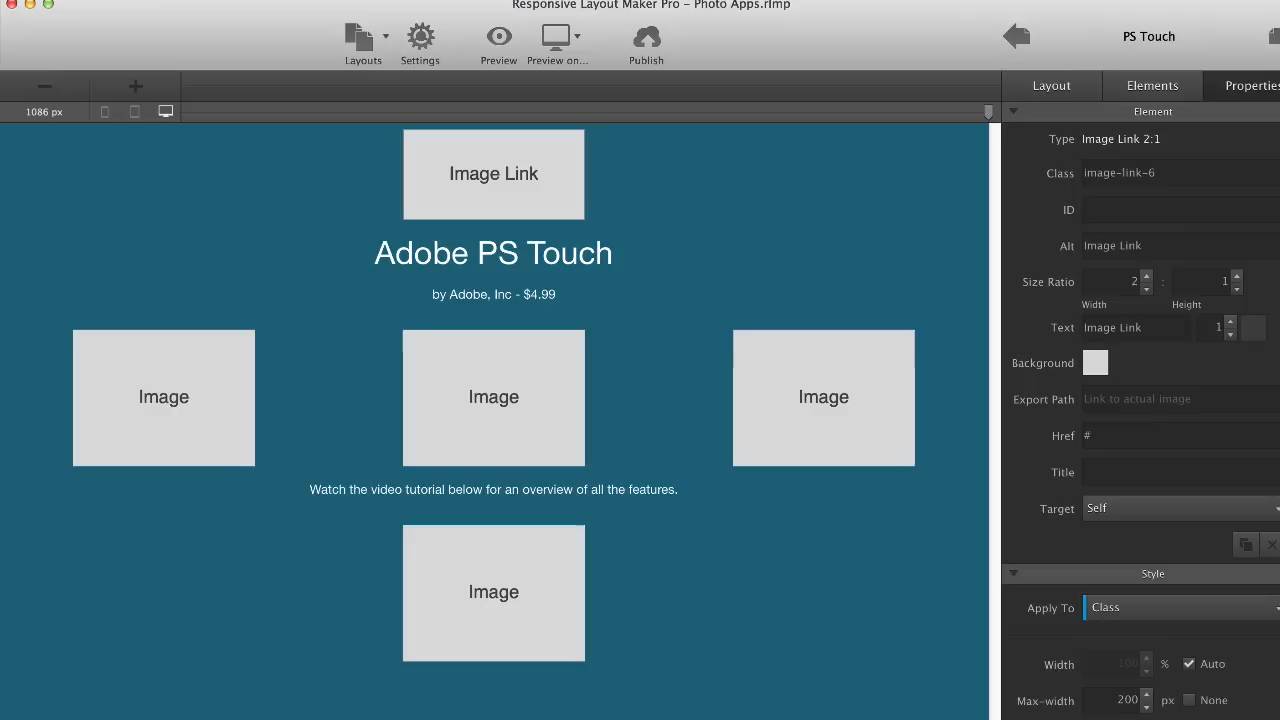 Responsive Layout Maker Pro – Photo Apps.rlmp
Layouts Settings Preview Preview on... Publish PS Touch
Layout Elements Properties
1086 px
Element
Type Image Link 2:1
Class image-link-6
ID
Alt Image Link
Size Ratio 2 : 1
Width Height
Text Image Link 1
Background
Export Path Link to actual image
Href #
Title
Target Self
Style
Apply To Class
Width 100 % Auto
Max-width 200 px None
Image Link
Adobe PS Touch
by Adobe, Inc - $4.99
Image Image Image
Watch the video tutorial below for an overview of all the features.
Image